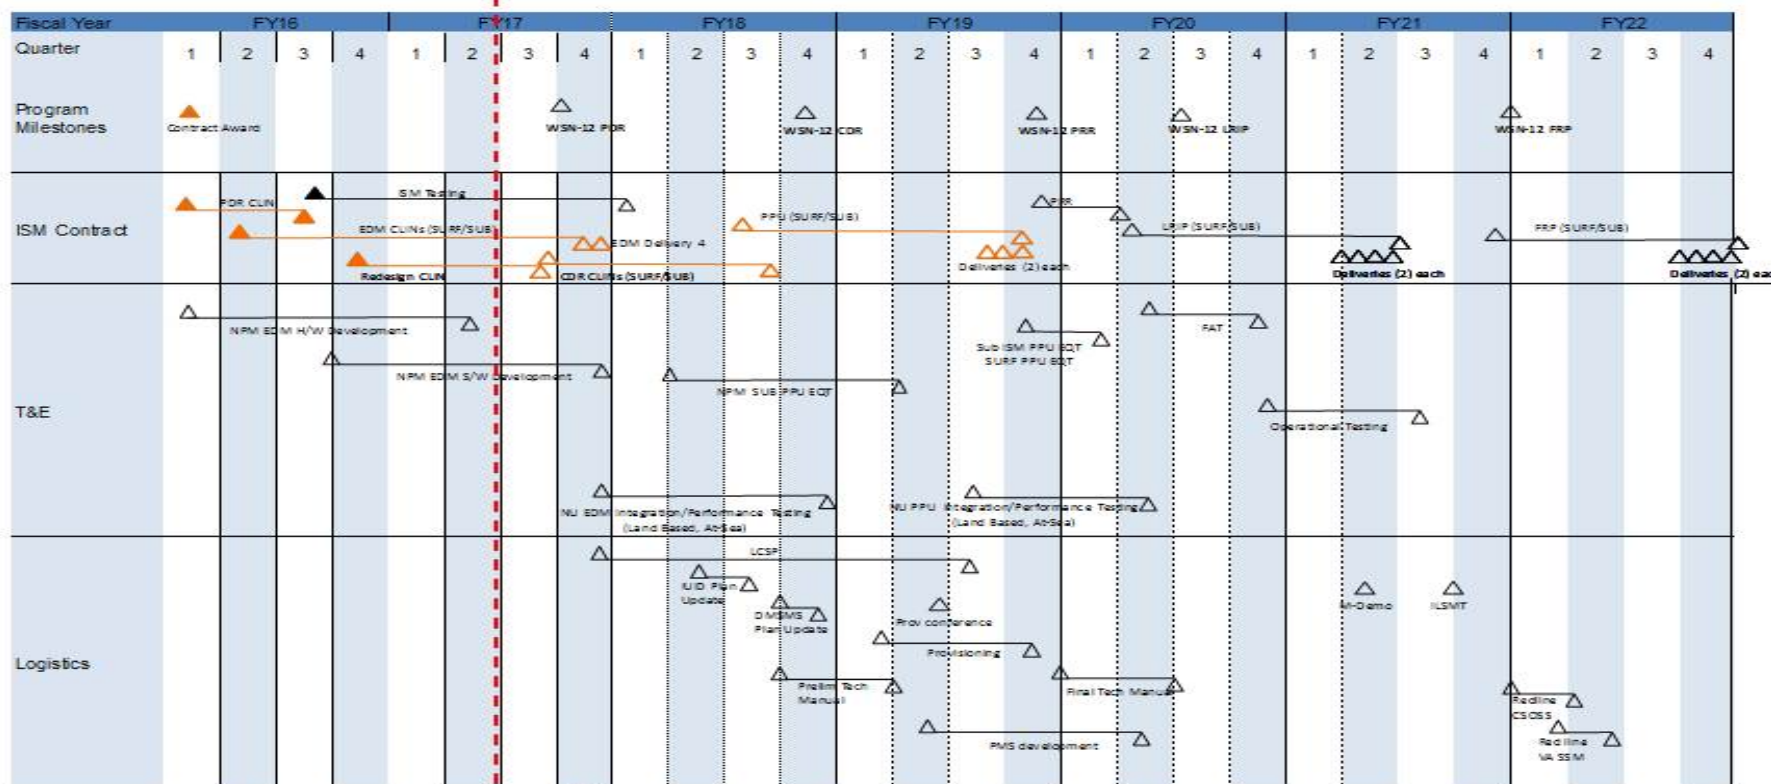 Fiscal Year FY16 FY17 FY18 FY19 FY20 FY21 FY22
Quarter 1 2 3 4 1 2 3 4 1 2 3 4 1 2 3 4 1 2 3 4 1 2 3 4 1 2 3 4
Program
Milestones
Contract Award
WSN-12 PDR
WSN-12 CDR
WSN-12 PRR
WSN-12 LRIP
WSN-12 FRP
ISM Contract
ISM Testing
PDR CLIN
EDM CLINs (SURF/SUB)
EDM Delivery 4
Redesign CLIN
CDR CLINs (SURF/SUB)
PPU (SURF/SUB)
Deliveries (2) each
PRR
LRIP (SURF/SUB)
Deliveries (2) each
FRP (SURF/SUB)
Deliveries (2) eac
T&E
NPM EDM H/W Development
NPM EDM S/W Development
NPM SUB PPU EQT
Sub ISM PPU EQT
SURF PPU EQT
FAT
Operational Testing
NU EDM Integration/Performance Testing
(Land Based, At-Sea)
NU PPU Integration/Performance Testing
(Land Based, At-Sea)
Logistics
LCSP
IUID Plan
Update
DMSMS
Plan Update
Prov conference
Provisioning
Prelim Tech
Manual
Final Tech Manual
PMS development
M-Demo
ILSMT
Redline
CSOSS
Redline
VA SSM